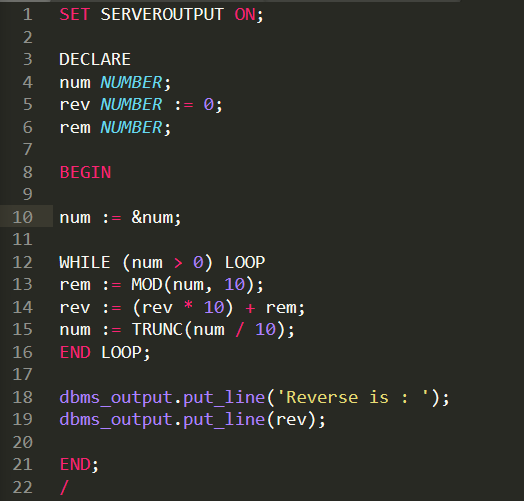 1 SET SERVEROUTPUT ON;
2
3 DECLARE
4 num NUMBER;
5 rev NUMBER := 0;
6 rem NUMBER;
7
8 BEGIN
9
10 num := &num;
11
12 WHILE (num > 0) LOOP
13 rem := MOD(num, 10);
14 rev := (rev * 10) + rem;
15 num := TRUNC(num / 10);
16 END LOOP;
17
18 dbms_output.put_line('Reverse is : ');
19 dbms_output.put_line(rev);
20
21 END;
22 /